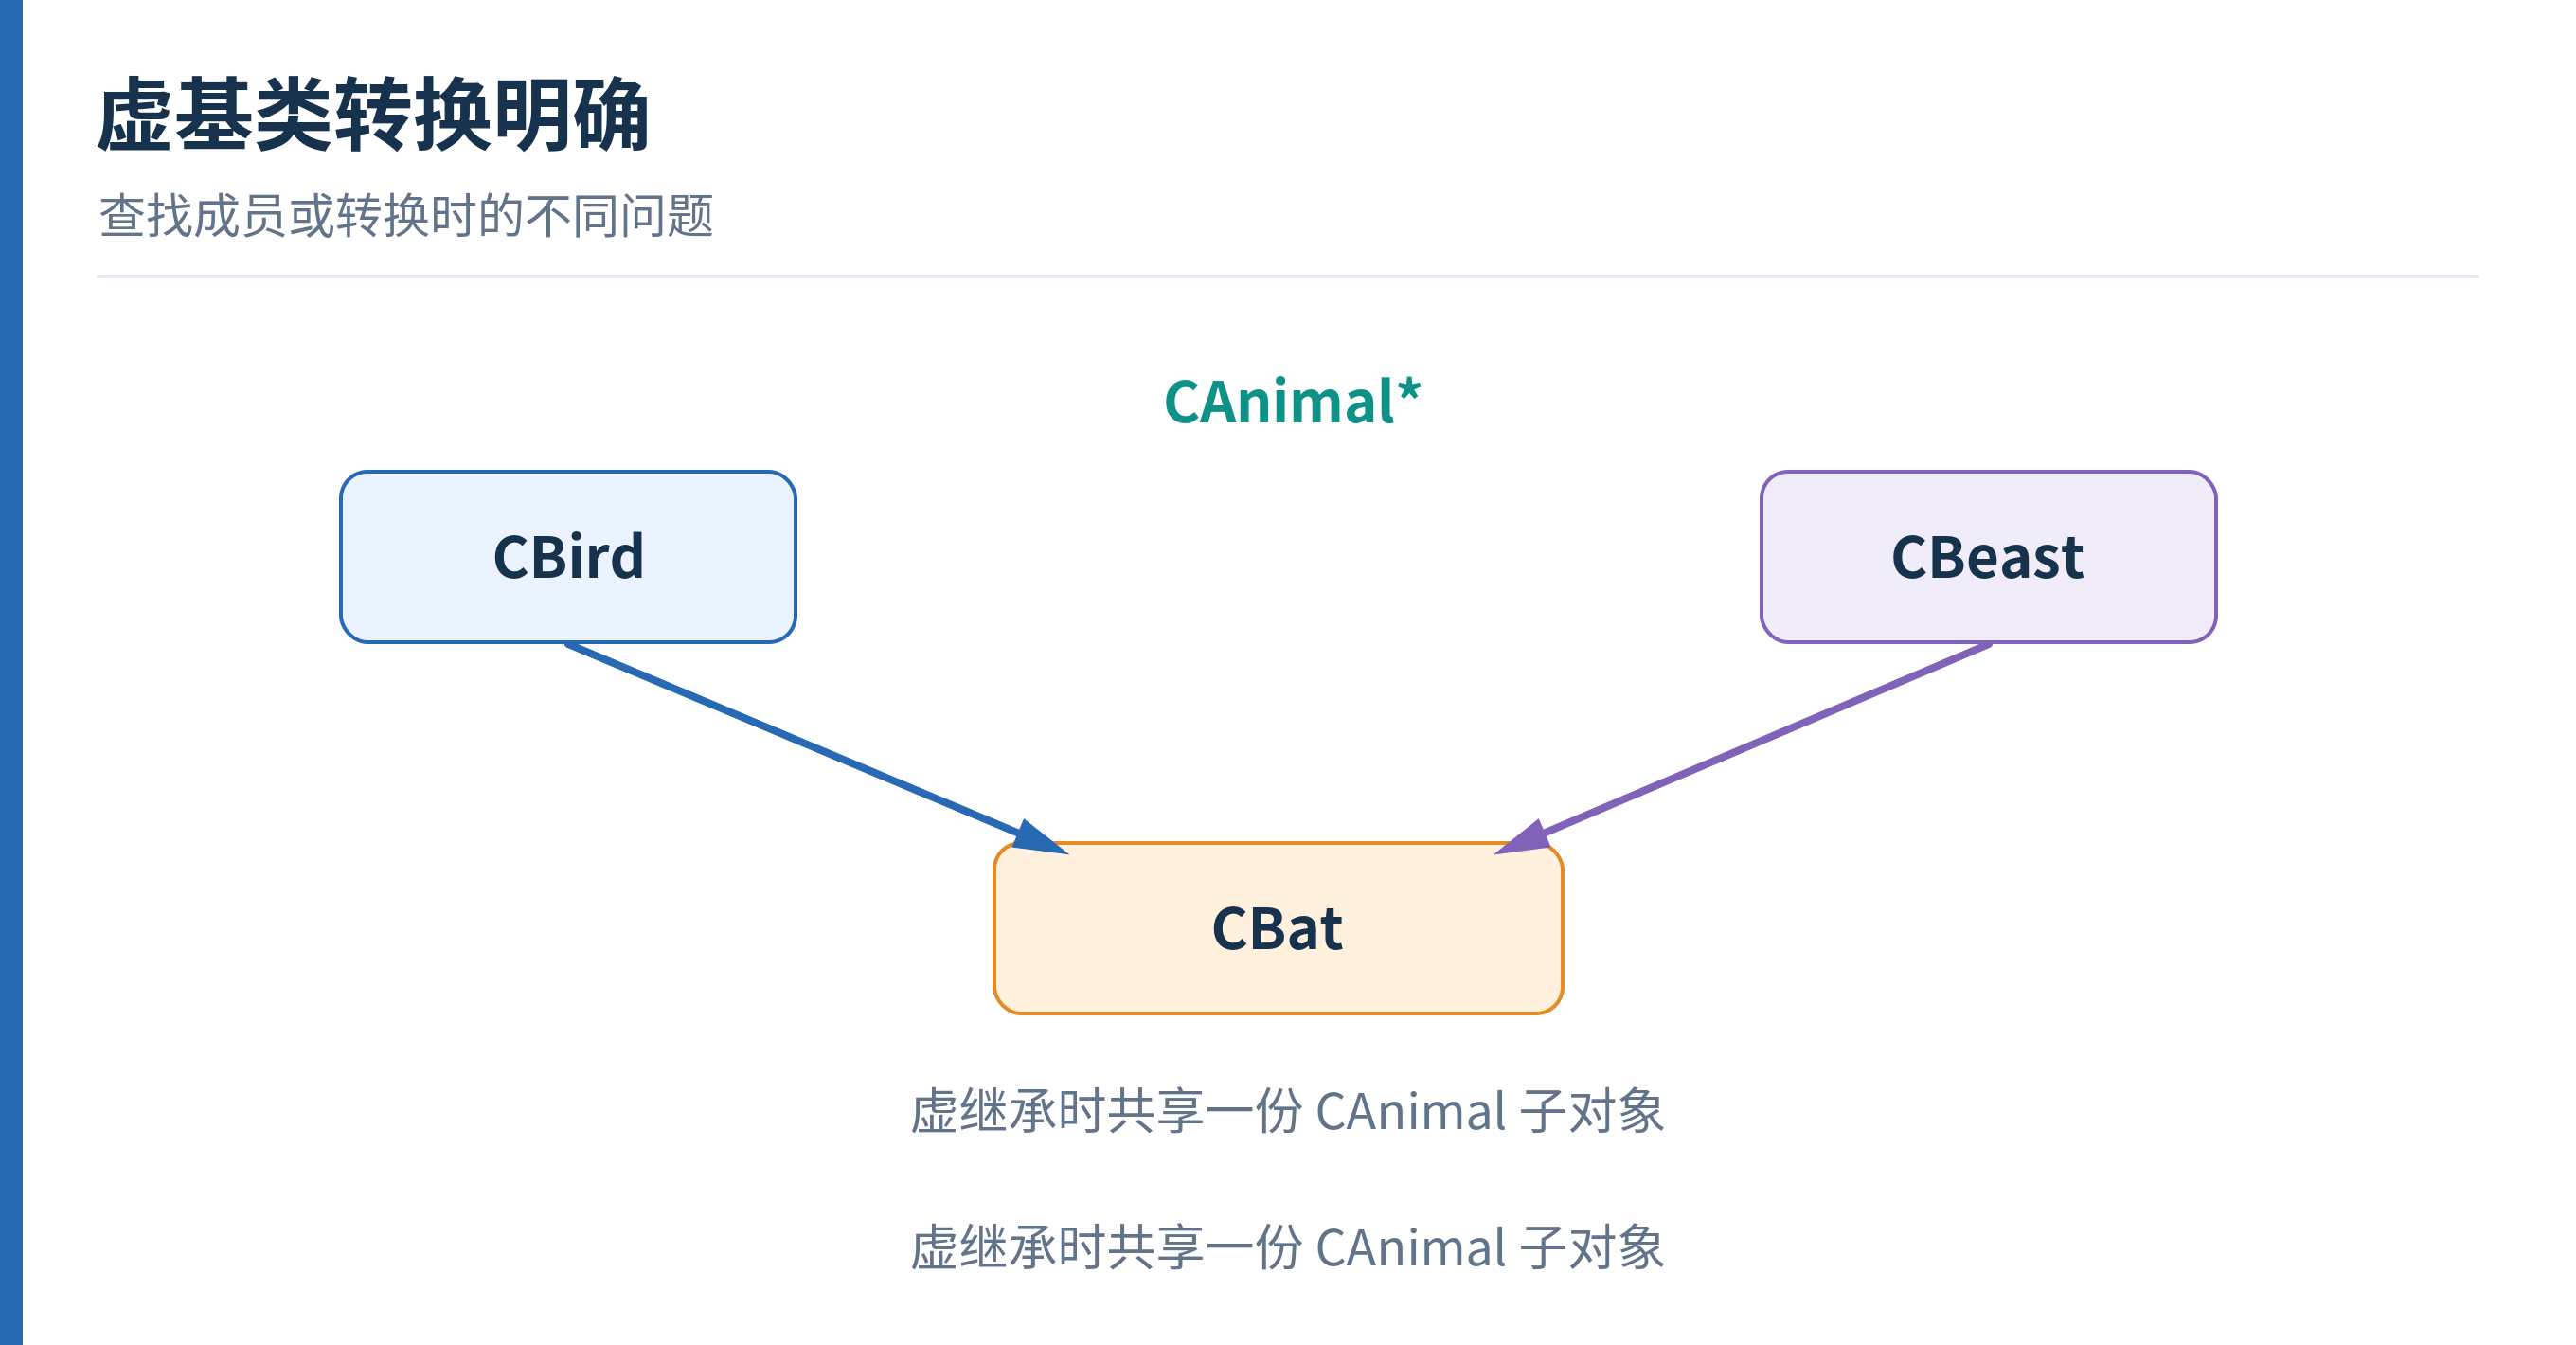 虚基类转换明确
查找成员或转换时的不同问题
CAnimal*
CBird
CBeast
CBat
虚继承时共享一份 CAnimal 子对象
虚继承时共享一份 CAnimal 子对象